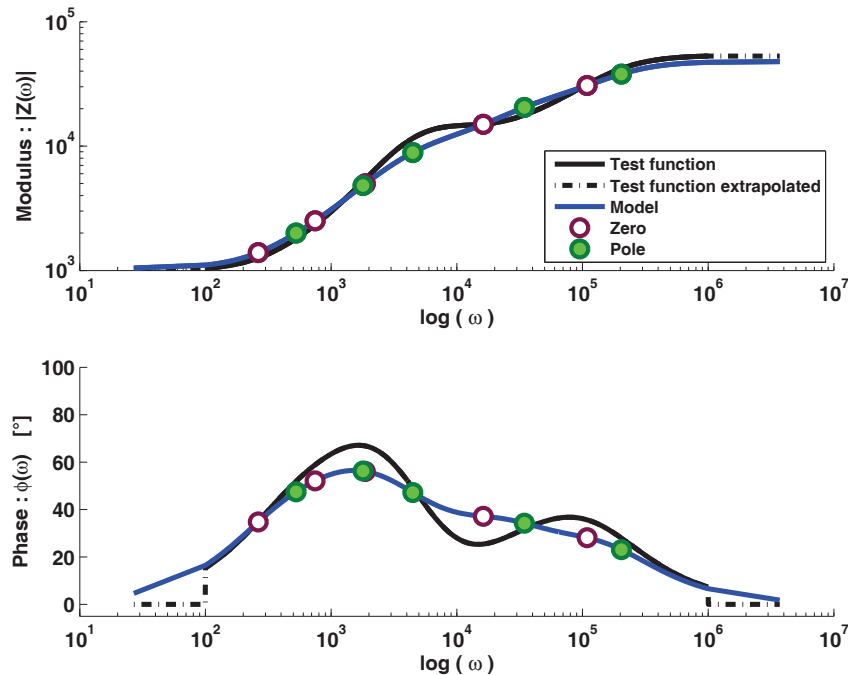 Modulus : |Z(ω)|
10^5
10^4
10^3
10^1 10^2 10^3 10^4 10^5 10^6 10^7
log ( ω )
Test function
Test function extrapolated
Model
Zero
Pole
Phase : ϕ(ω) [°]
100
80
60
40
20
0
10^1 10^2 10^3 10^4 10^5 10^6 10^7
log ( ω )